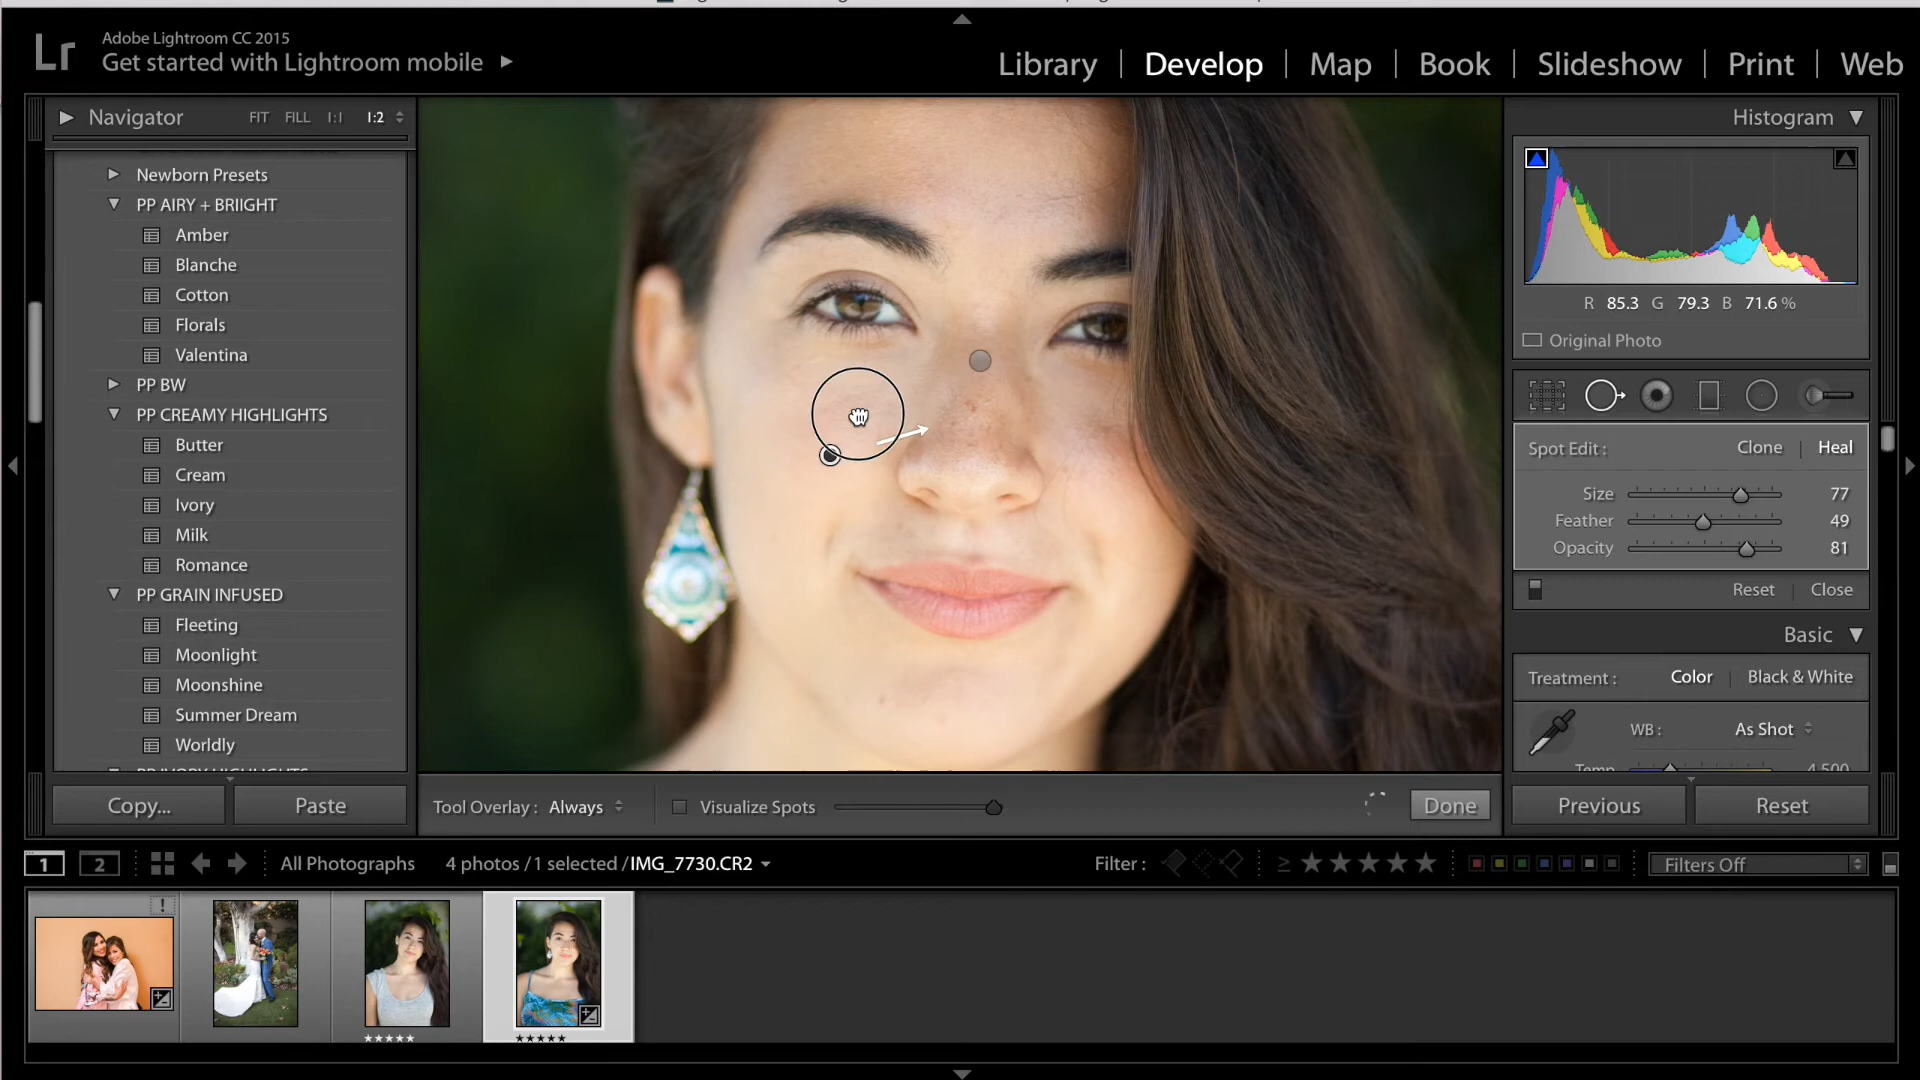 Lr
Adobe Lightroom CC 2015
Get started with Lightroom mobile
Library | Develop | Map | Book | Slideshow | Print | Web
Navigator FIT FILL 1:1 1:2
Newborn Presets
PP AIRY + BRIIGHT
Amber
Blanche
Cotton
Florals
Valentina
PP BW
PP CREAMY HIGHLIGHTS
Butter
Cream
Ivory
Milk
Romance
PP GRAIN INFUSED
Fleeting
Moonlight
Moonshine
Summer Dream
Worldly
Copy... Paste
Tool Overlay : Always Visualize Spots Done
Histogram
R 85.3 G 79.3 B 71.6 %
Original Photo
Spot Edit : Clone | Heal
Size 77
Feather 49
Opacity 81
Reset | Close
Basic
Treatment : Color | Black & White
WB : As Shot
Temp 4,500
Previous Reset
1 2 All Photographs 4 photos / 1 selected / IMG_7730.CR2 Filter : ≥ ★★★★★ Filters Off
!
★★★★★ ★★★★★